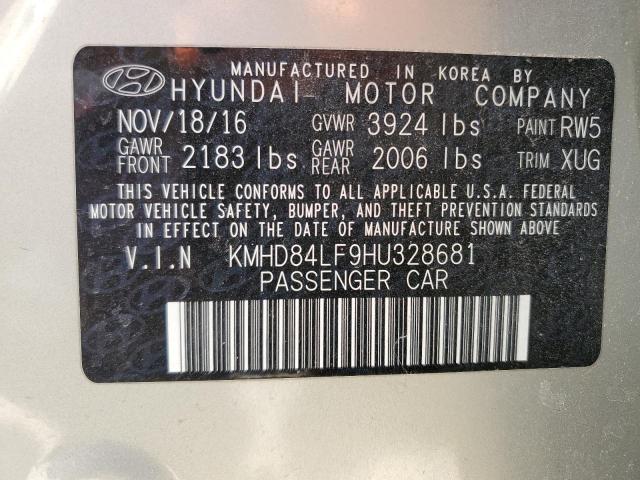 MANUFACTURED IN KOREA BY
HYUNDAI MOTOR COMPANY
NOV/18/16 GVWR 3924 lbs PAINT RW5
GAWR FRONT 2183 lbs GAWR REAR 2006 lbs TRIM XUG
THIS VEHICLE CONFORMS TO ALL APPLICABLE U.S.A. FEDERAL
MOTOR VEHICLE SAFETY, BUMPER, AND THEFT PREVENTION STANDARDS
IN EFFECT ON THE DATE OF MANUFACTURE SHOWN ABOVE.
V.I.N KMHD84LF9HU328681
PASSENGER CAR